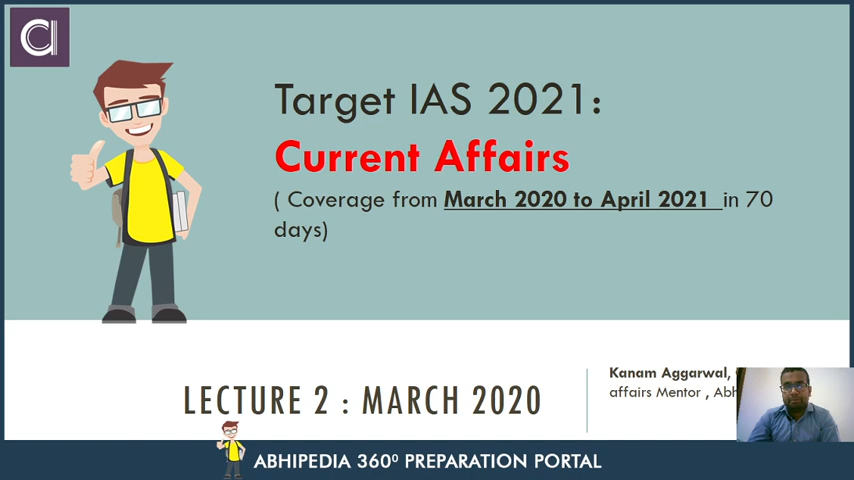 Target IAS 2021:
Current Affairs
( Coverage from March 2020 to April 2021 in 70
days)
LECTURE 2 : MARCH 2020
Kanam Aggarwal,
affairs Mentor ,
ABHIPEDIA 360⁰ PREPARATION PORTAL